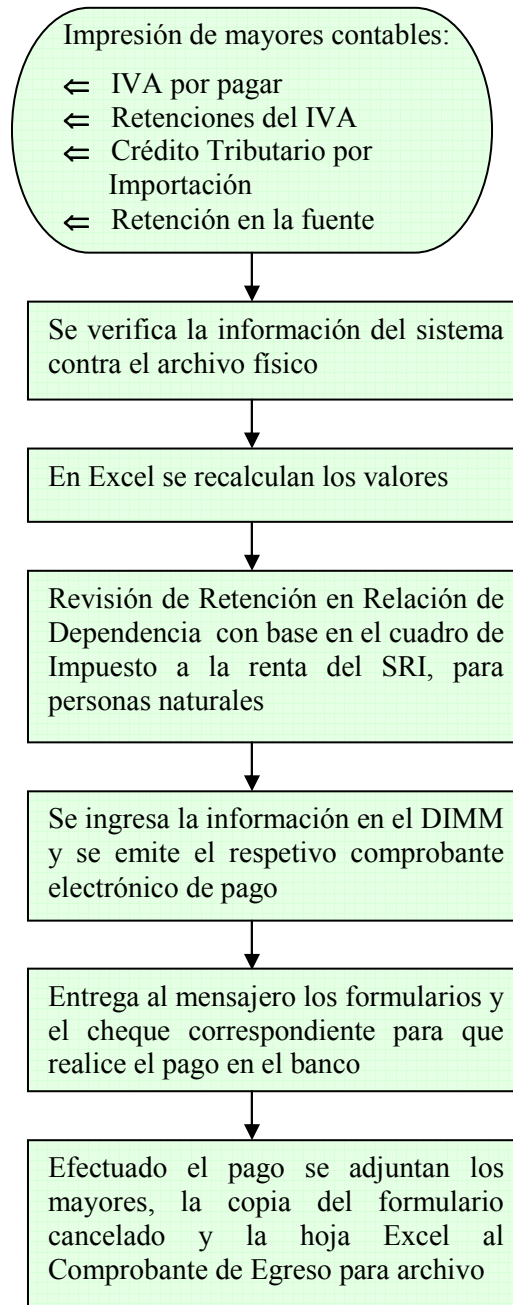 Impresión de mayores contables:
⇐ IVA por pagar
⇐ Retenciones del IVA
⇐ Crédito Tributario por
Importación
⇐ Retención en la fuente
Se verifica la información del sistema
contra el archivo físico
En Excel se recalculan los valores
Revisión de Retención en Relación de
Dependencia con base en el cuadro de
Impuesto a la renta del SRI, para
personas naturales
Se ingresa la información en el DIMM
y se emite el respetivo comprobante
electrónico de pago
Entrega al mensajero los formularios y
el cheque correspondiente para que
realice el pago en el banco
Efectuado el pago se adjuntan los
mayores, la copia del formulario
cancelado y la hoja Excel al
Comprobante de Egreso para archivo